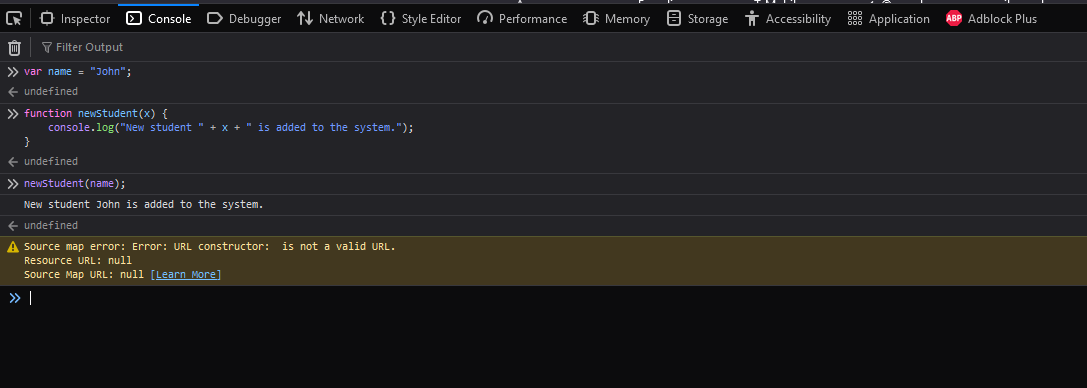 Inspector Console Debugger Network {} Style Editor Performance Memory Storage Accessibility Application ABP Adblock Plus
Filter Output
var name = "John";
undefined
function newStudent(x) {
console.log("New student " + x + " is added to the system.");
}
undefined
newStudent(name);
New student John is added to the system.
undefined
Source map error: Error: URL constructor:  is not a valid URL.
Resource URL: null
Source Map URL: null [Learn More]